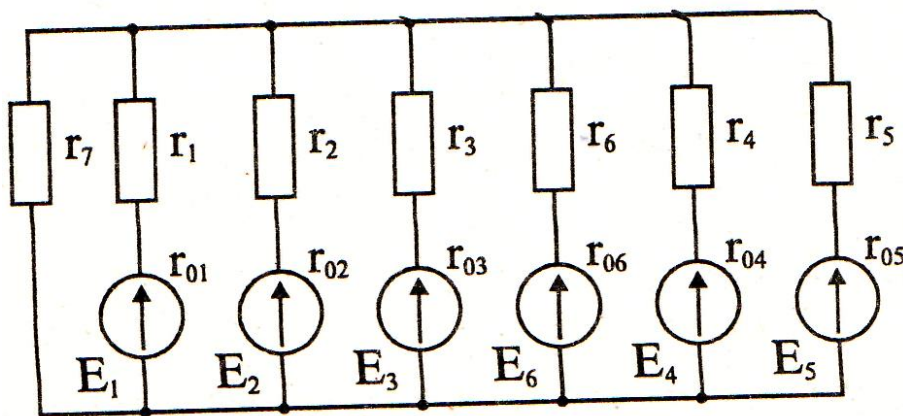 r₇ r₁ r₂ r₃ r₆ r₄ r₅
r₀₁ r₀₂ r₀₃ r₀₆ r₀₄ r₀₅
E₁ E₂ E₃ E₆ E₄ E₅